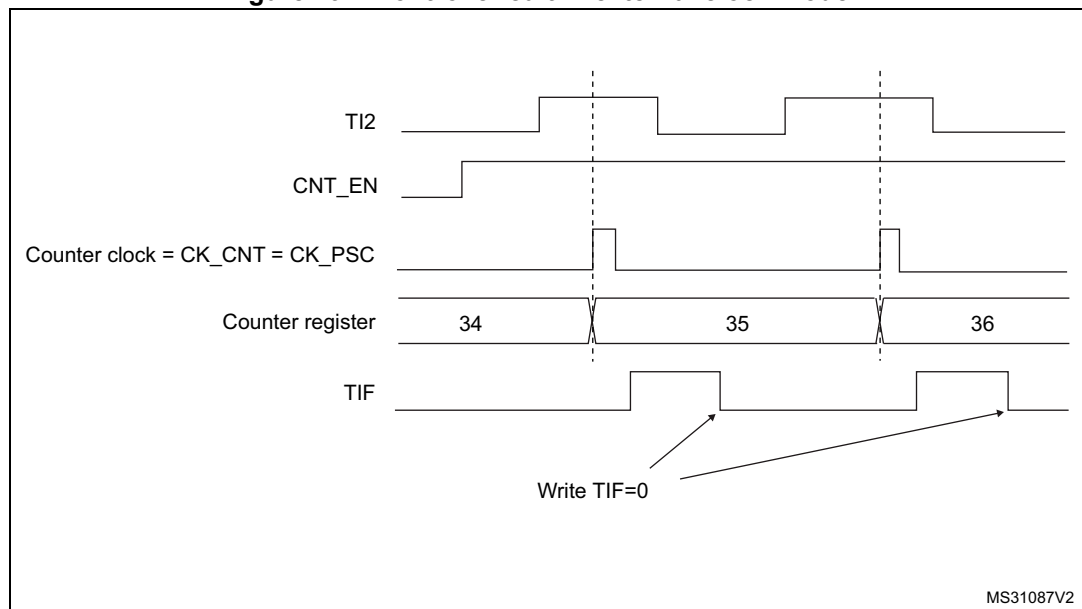 TI2
CNT_EN
Counter clock = CK_CNT = CK_PSC
Counter register
34
35
36
TIF
Write TIF=0
MS31087V2